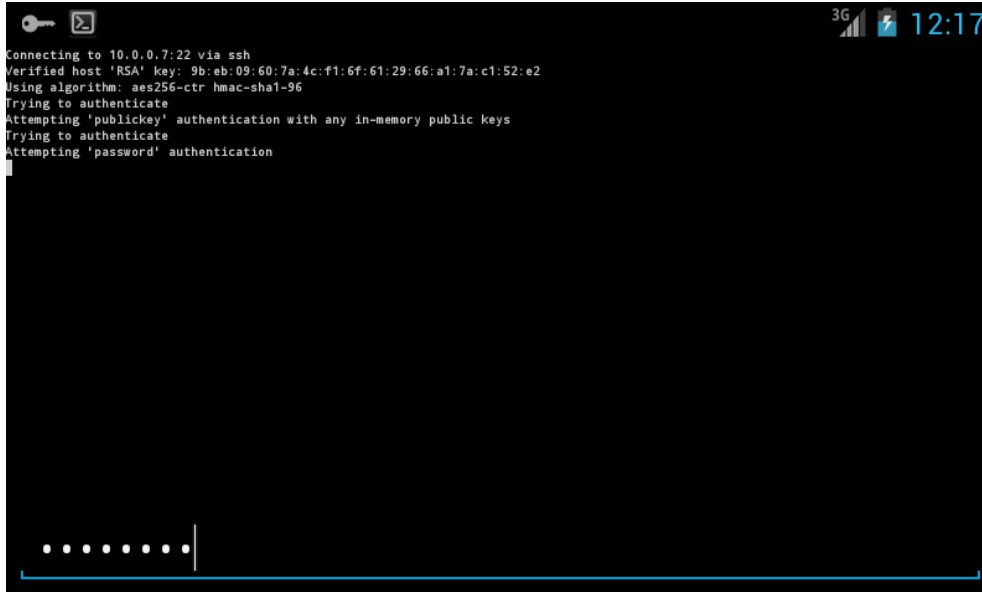 3G 12:17
Connecting to 10.0.0.7:22 via ssh
Verified host 'RSA' key: 9b:eb:09:60:7a:4c:f1:6f:61:29:66:a1:7a:c1:52:e2
Using algorithm: aes256-ctr hmac-sha1-96
Trying to authenticate
Attempting 'publickey' authentication with any in-memory public keys
Trying to authenticate
Attempting 'password' authentication
••••••••